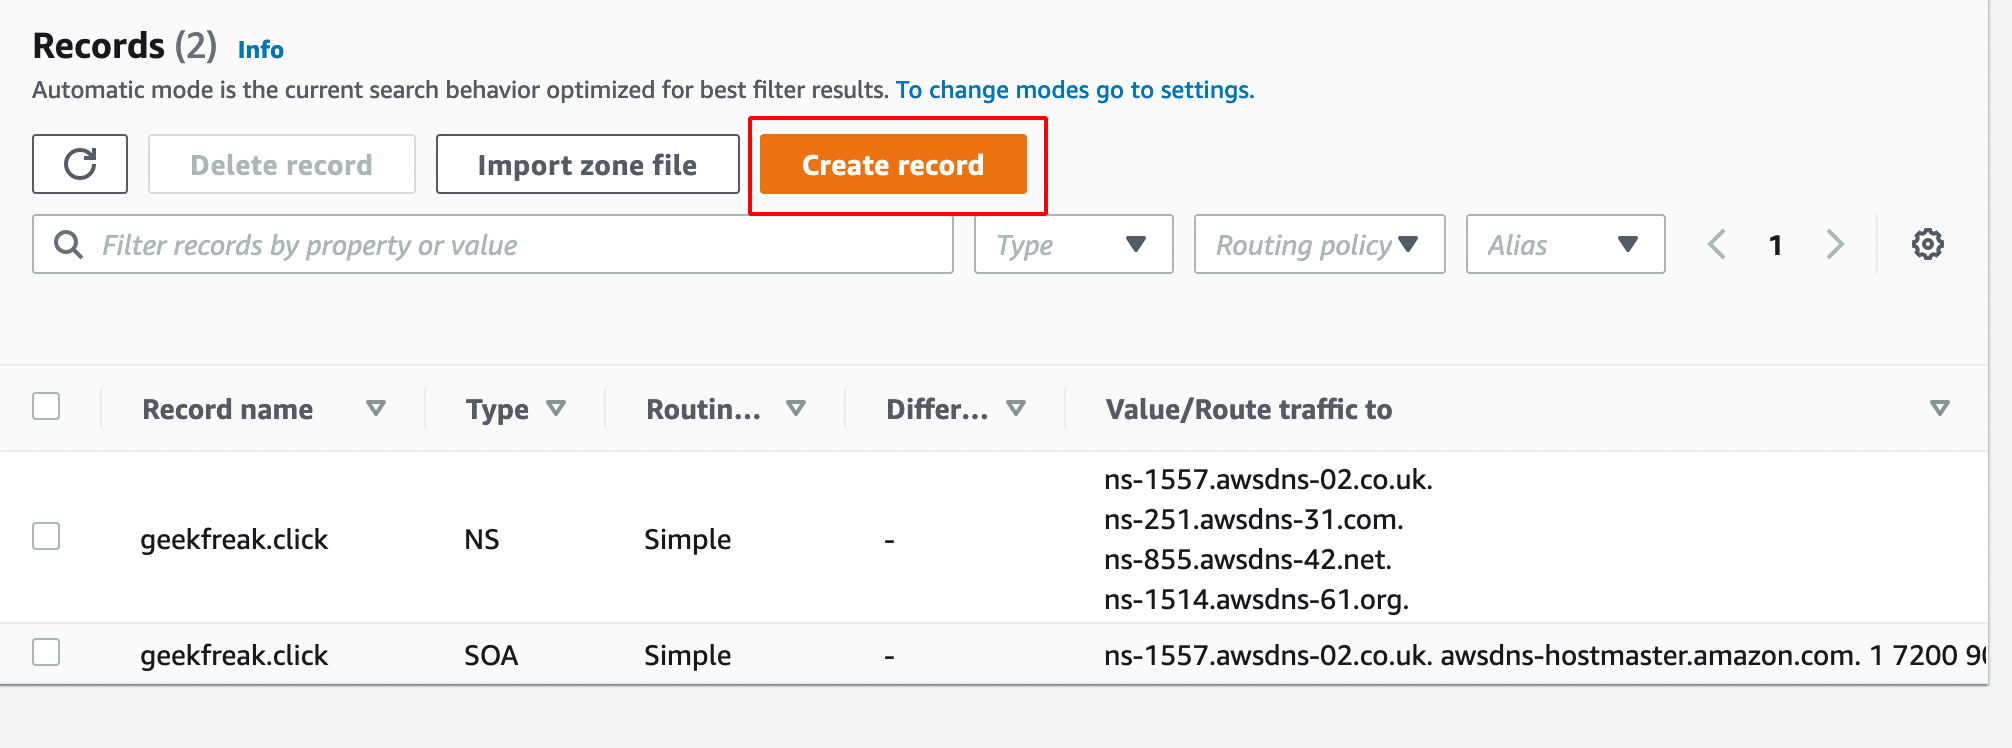 Records (2) Info
Automatic mode is the current search behavior optimized for best filter results. To change modes go to settings.
Delete record Import zone file Create record
Filter records by property or value Type Routing policy Alias 1
Record name Type Routin... Differ... Value/Route traffic to
ns-1557.awsdns-02.co.uk.
ns-251.awsdns-31.com.
geekfreak.click NS Simple -
ns-855.awsdns-42.net.
ns-1514.awsdns-61.org.
geekfreak.click SOA Simple - ns-1557.awsdns-02.co.uk. awsdns-hostmaster.amazon.com. 1 7200